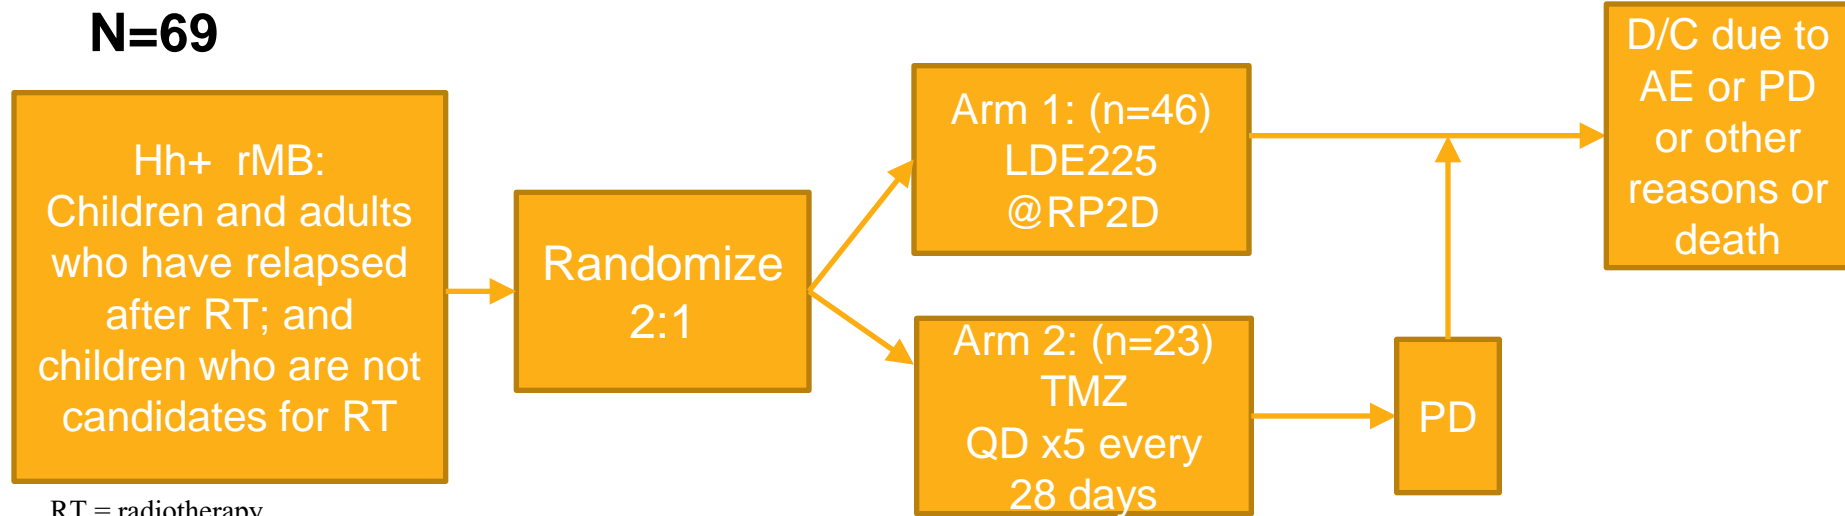 N=69
Hh+ rMB:
Children and adults
who have relapsed
after RT; and
children who are not
candidates for RT
Randomize
2:1
Arm 1: (n=46)
LDE225
@RP2D
Arm 2: (n=23)
TMZ
QD x5 every
28 days
PD
D/C due to
AE or PD
or other
reasons or
death
RT = radiotherapy